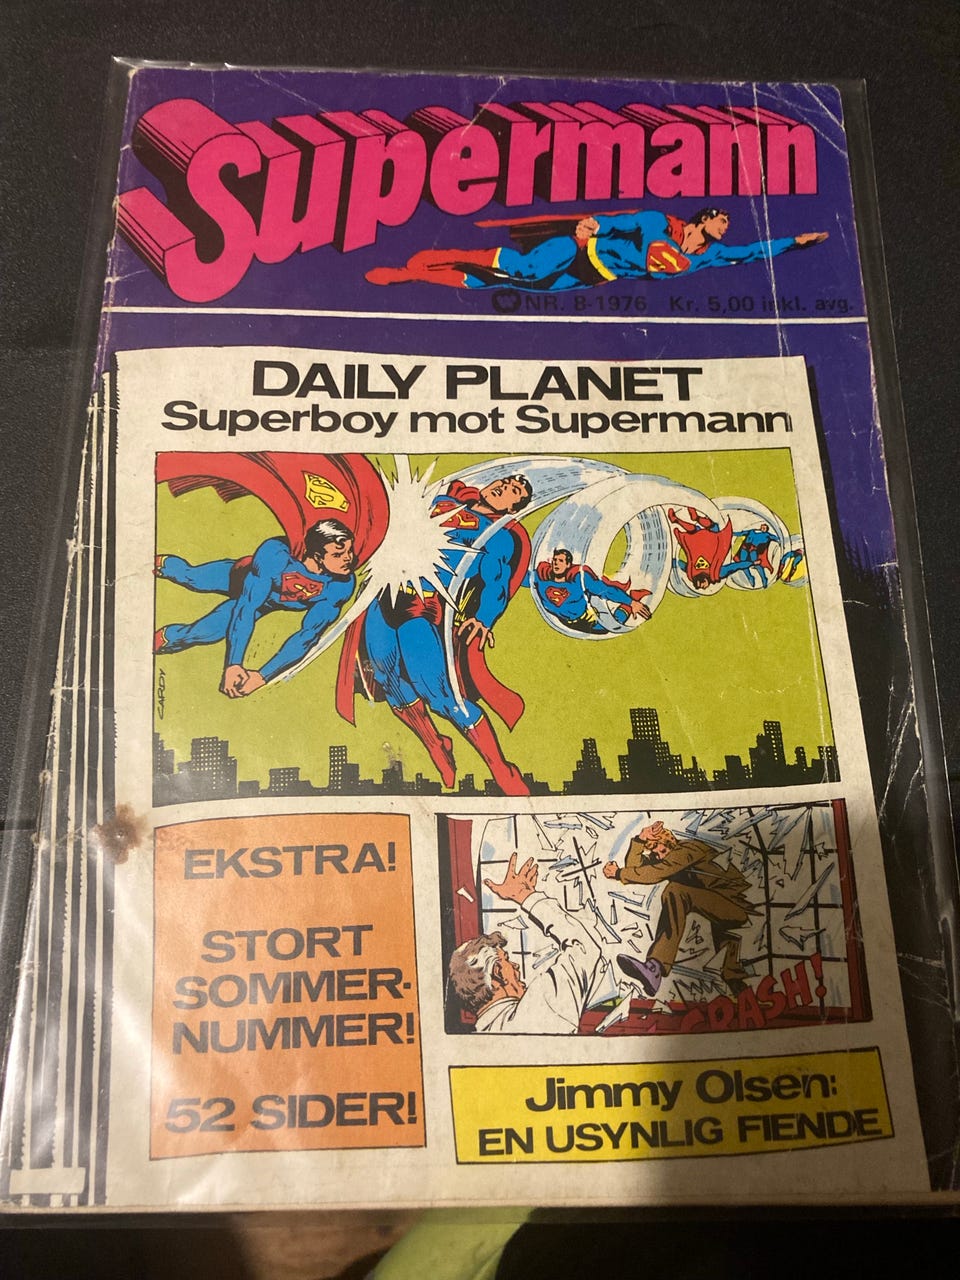 Supermann
NR. 8-1976 Kr. 5,00 inkl. avg.
DAILY PLANET
Superboy mot Supermann
CARDY
EKSTRA!
STORT
SOMMER-
NUMMER!
52 SIDER!
CRASH!
Jimmy Olsen:
EN USYNLIG FIENDE